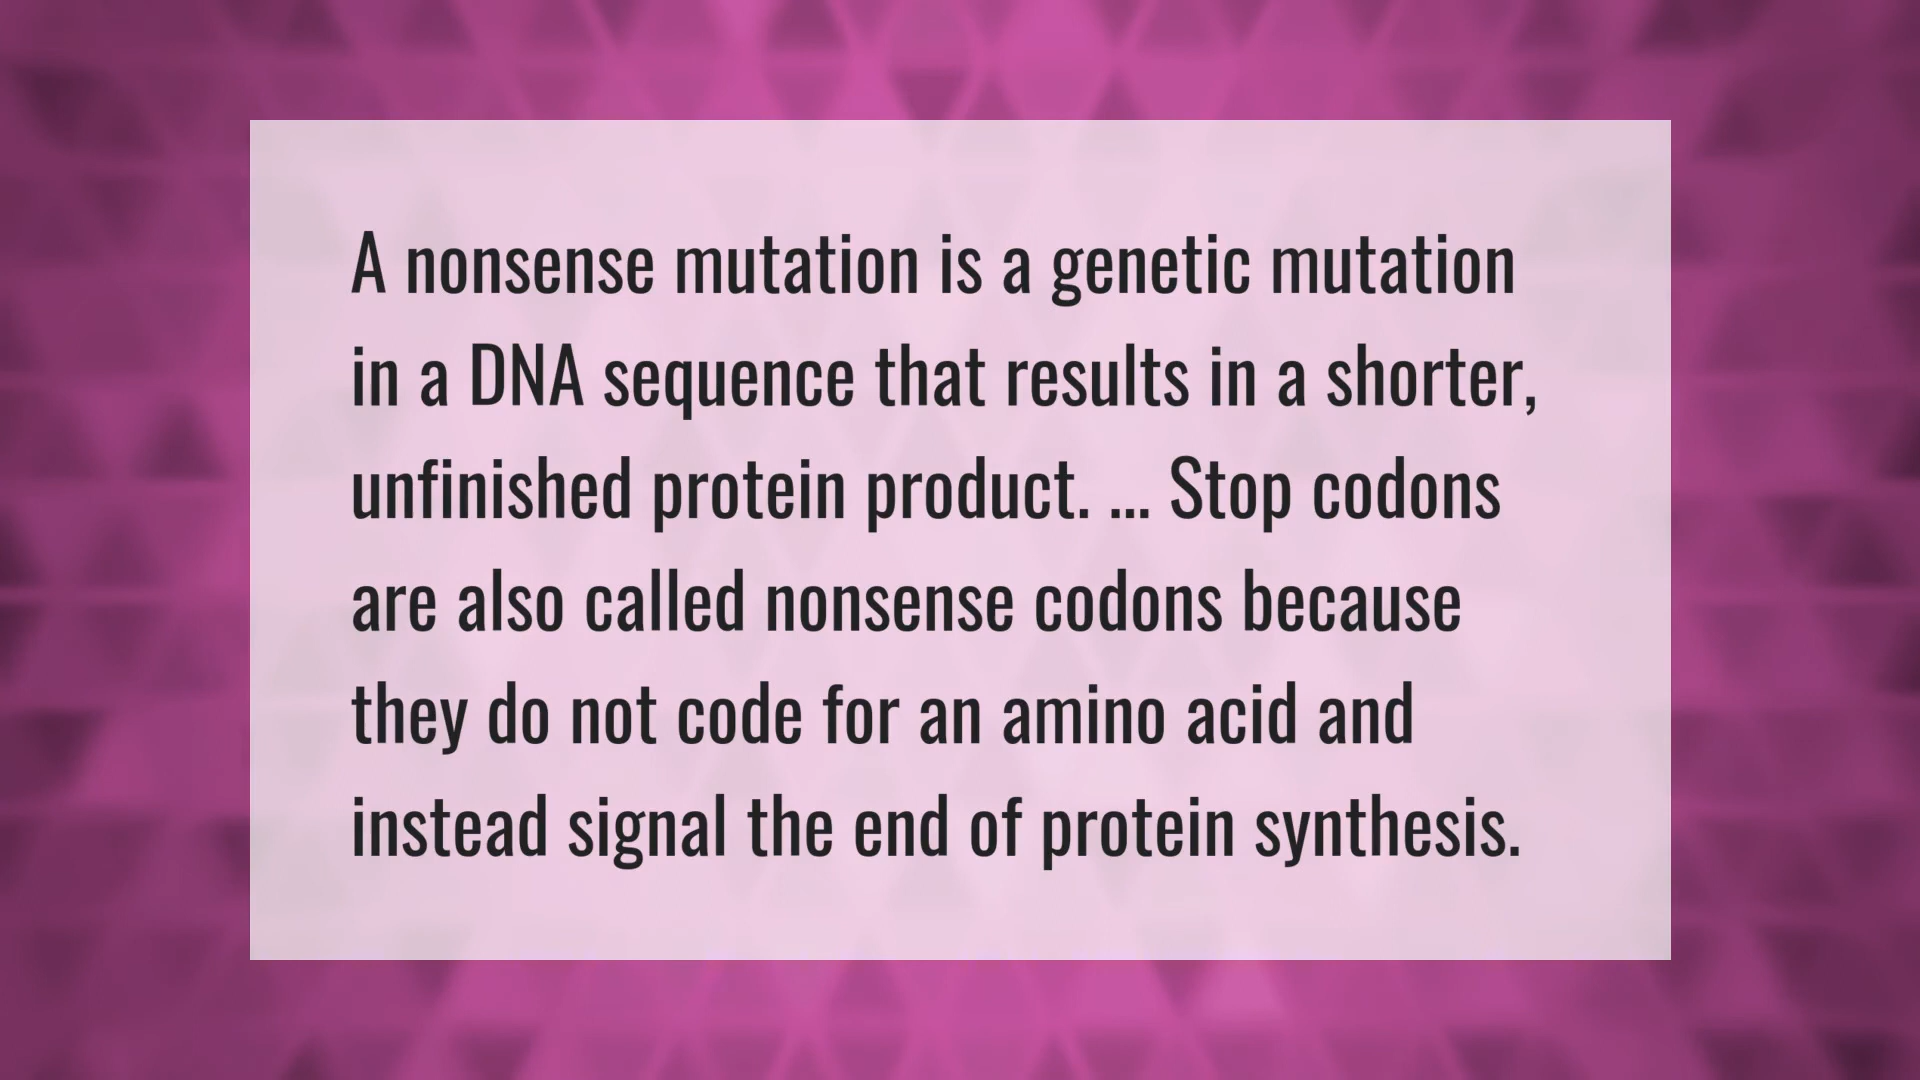 A nonsense mutation is a genetic mutation
in a DNA sequence that results in a shorter,
unfinished protein product. ... Stop codons
are also called nonsense codons because
they do not code for an amino acid and
instead signal the end of protein synthesis.